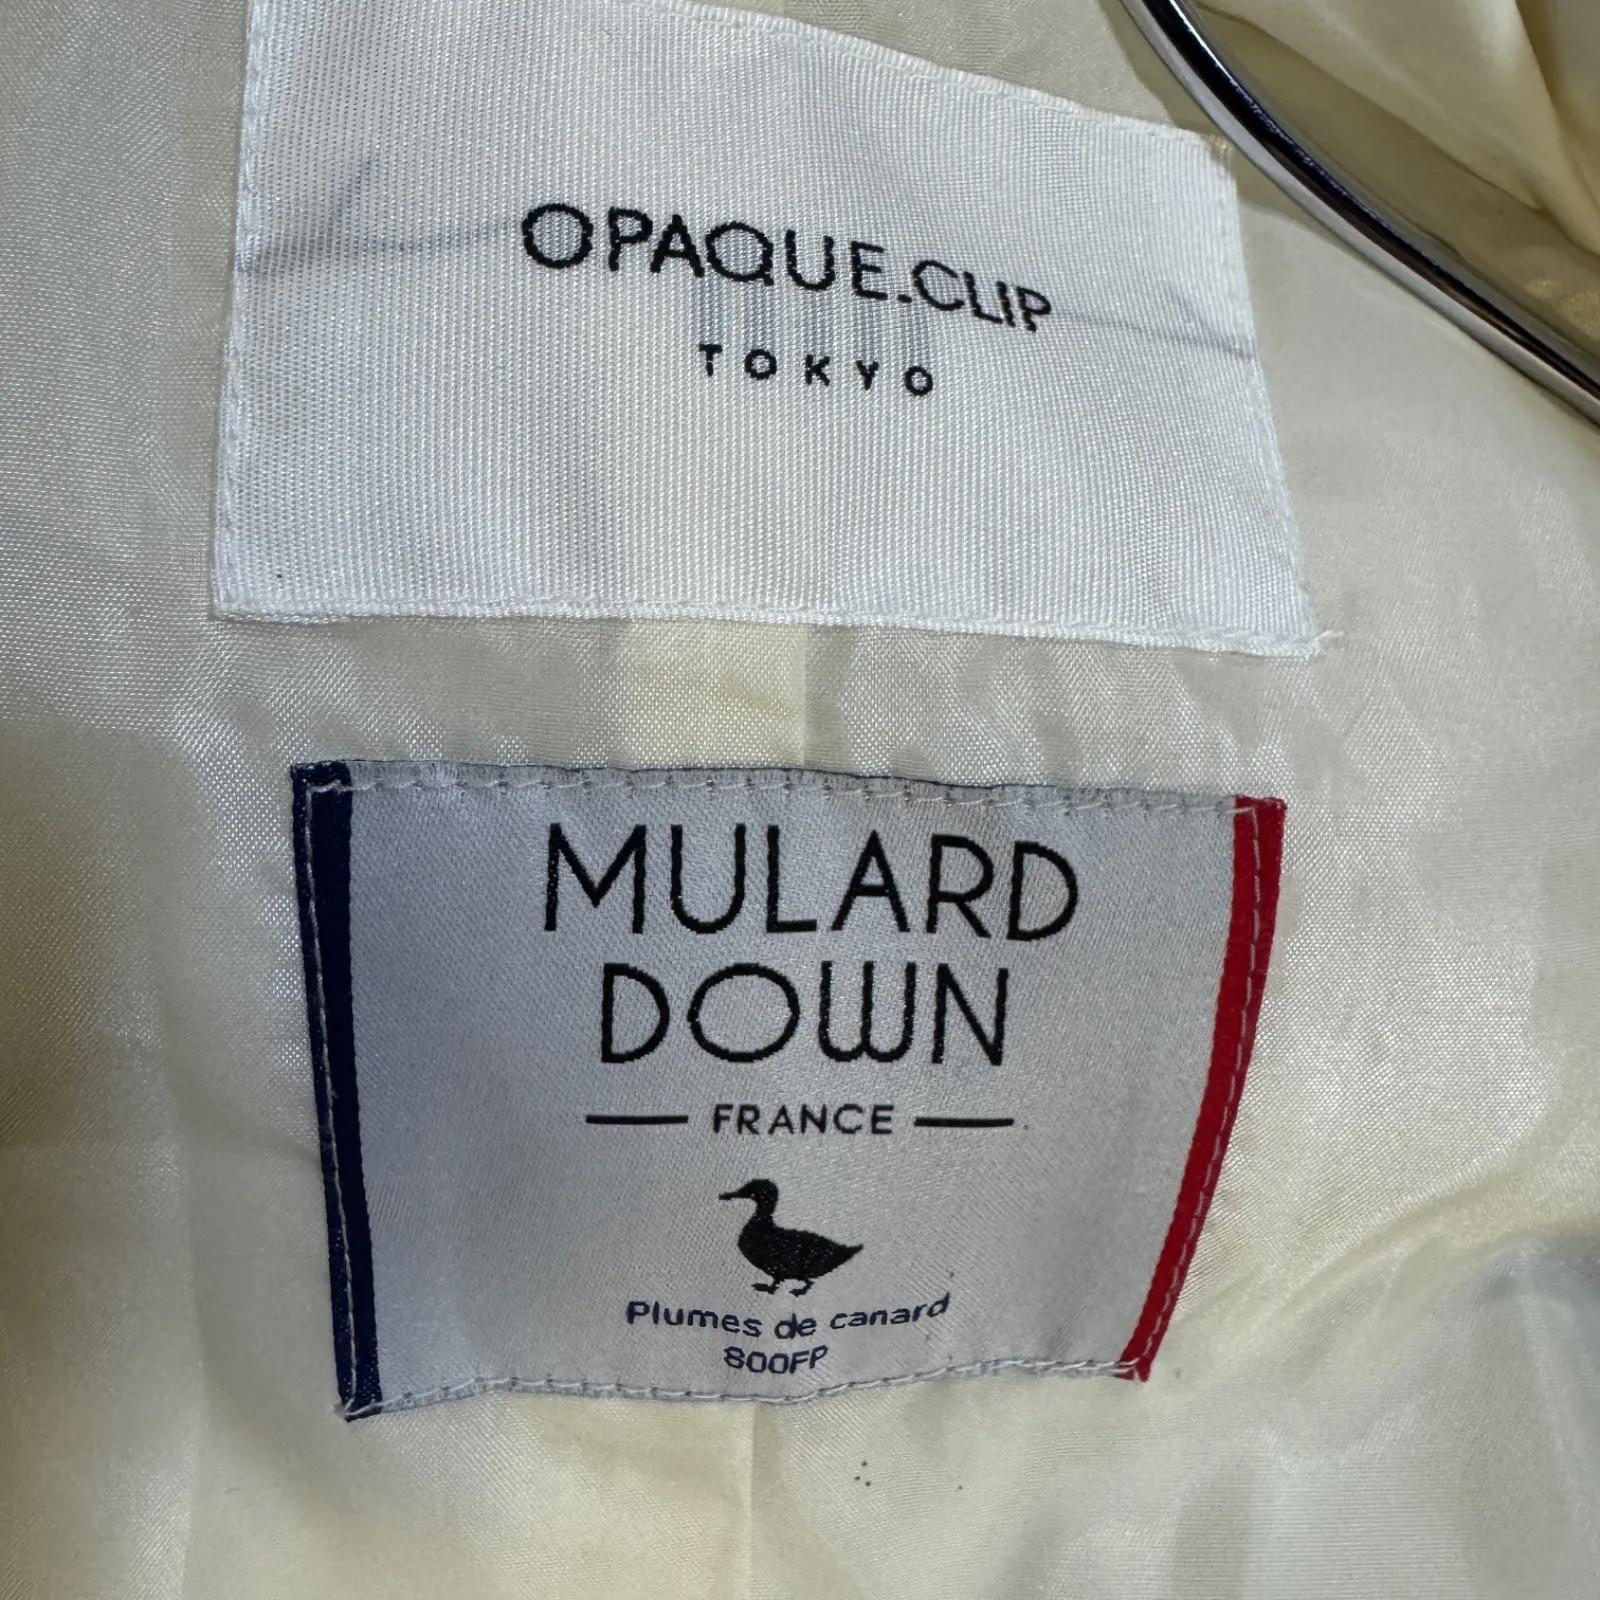 OPAQUE.CLIP
TOKYO
MULARD
DOWN
FRANCE
Plumes de canard
800FP